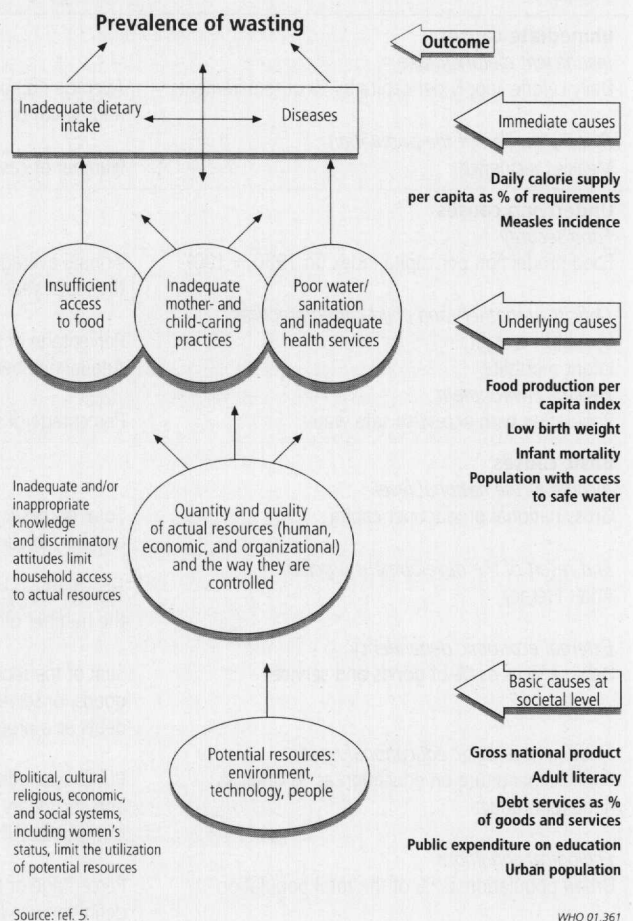 Prevalence of wasting
Outcome
Inadequate dietary
intake
Diseases
Immediate causes
Daily calorie supply
per capita as % of requirements
Measles incidence
Insufficient
access
to food
Inadequate
mother- and
child-caring
practices
Poor water/
sanitation
and inadequate
health services
Underlying causes
Food production per
capita index
Low birth weight
Infant mortality
Population with access
to safe water
Inadequate and/or
inappropriate
knowledge
and discriminatory
attitudes limit
household access
to actual resources
Quantity and quality
of actual resources (human,
economic, and organizational)
and the way they are
controlled
Basic causes at
societal level
Potential resources:
environment,
technology, people
Gross national product
Adult literacy
Debt services as %
of goods and services
Public expenditure on education
Urban population
Political, cultural
religious, economic,
and social systems,
including women's
status, limit the utilization
of potential resources
Source: ref. 5.
WHO 01.361